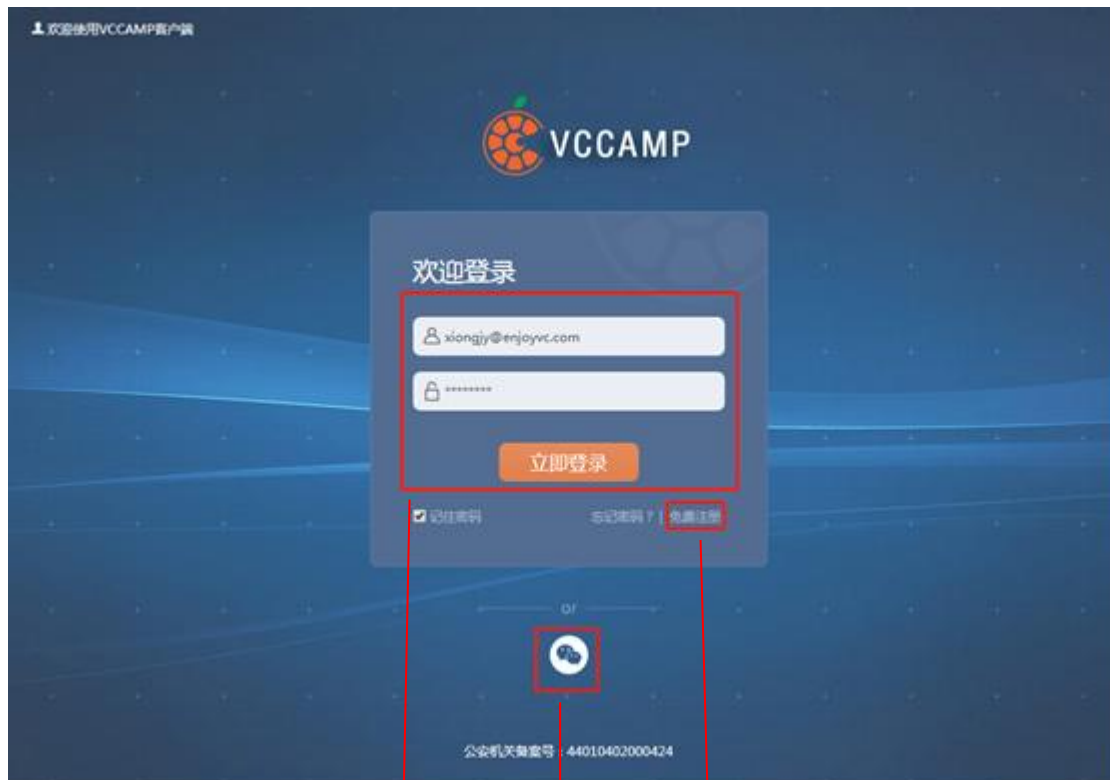 欢迎使用VCCAMP客户端
VCCAMP
欢迎登录
xiongjy@enjoyvc.com
********
立即登录
记住密码 忘记密码？| 免费注册
or
公安机关备案号：44010402000424